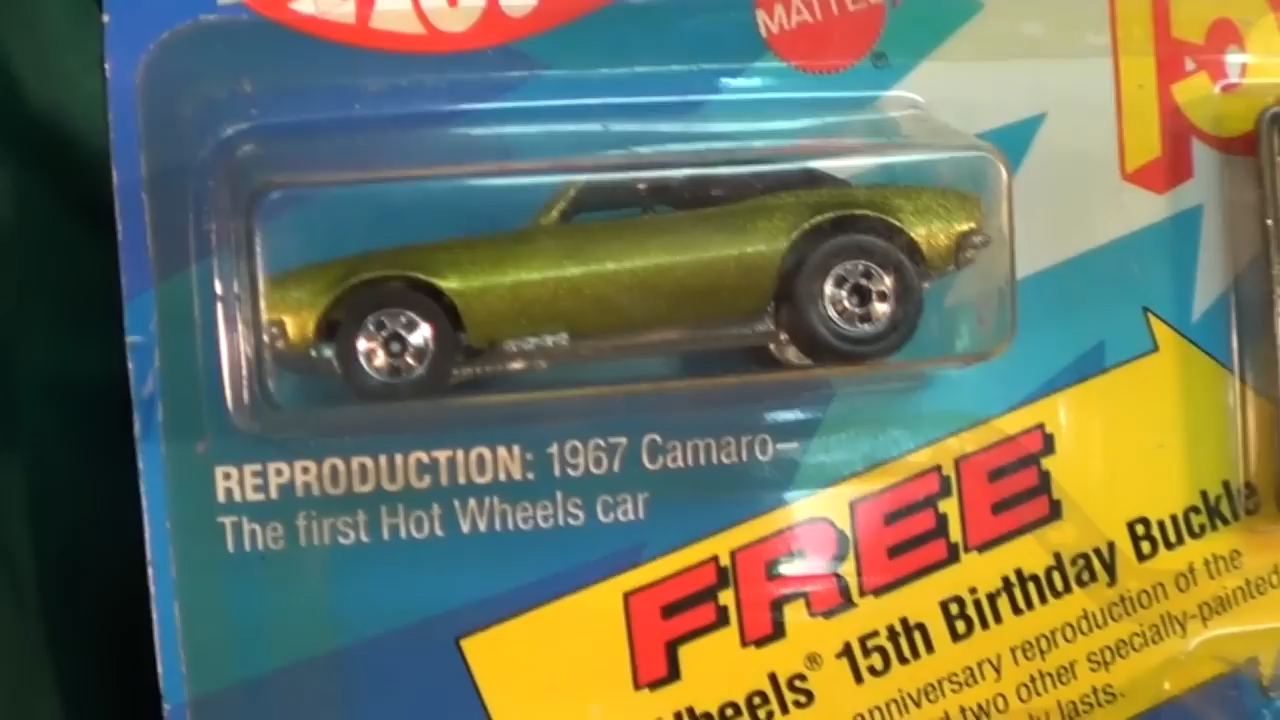 MATTEL
®
15
REPRODUCTION: 1967 Camaro–
The first Hot Wheels car
FREE
Wheels® 15th Birthday Buckle
anniversary reproduction of the
two other specially-painted
lasts.